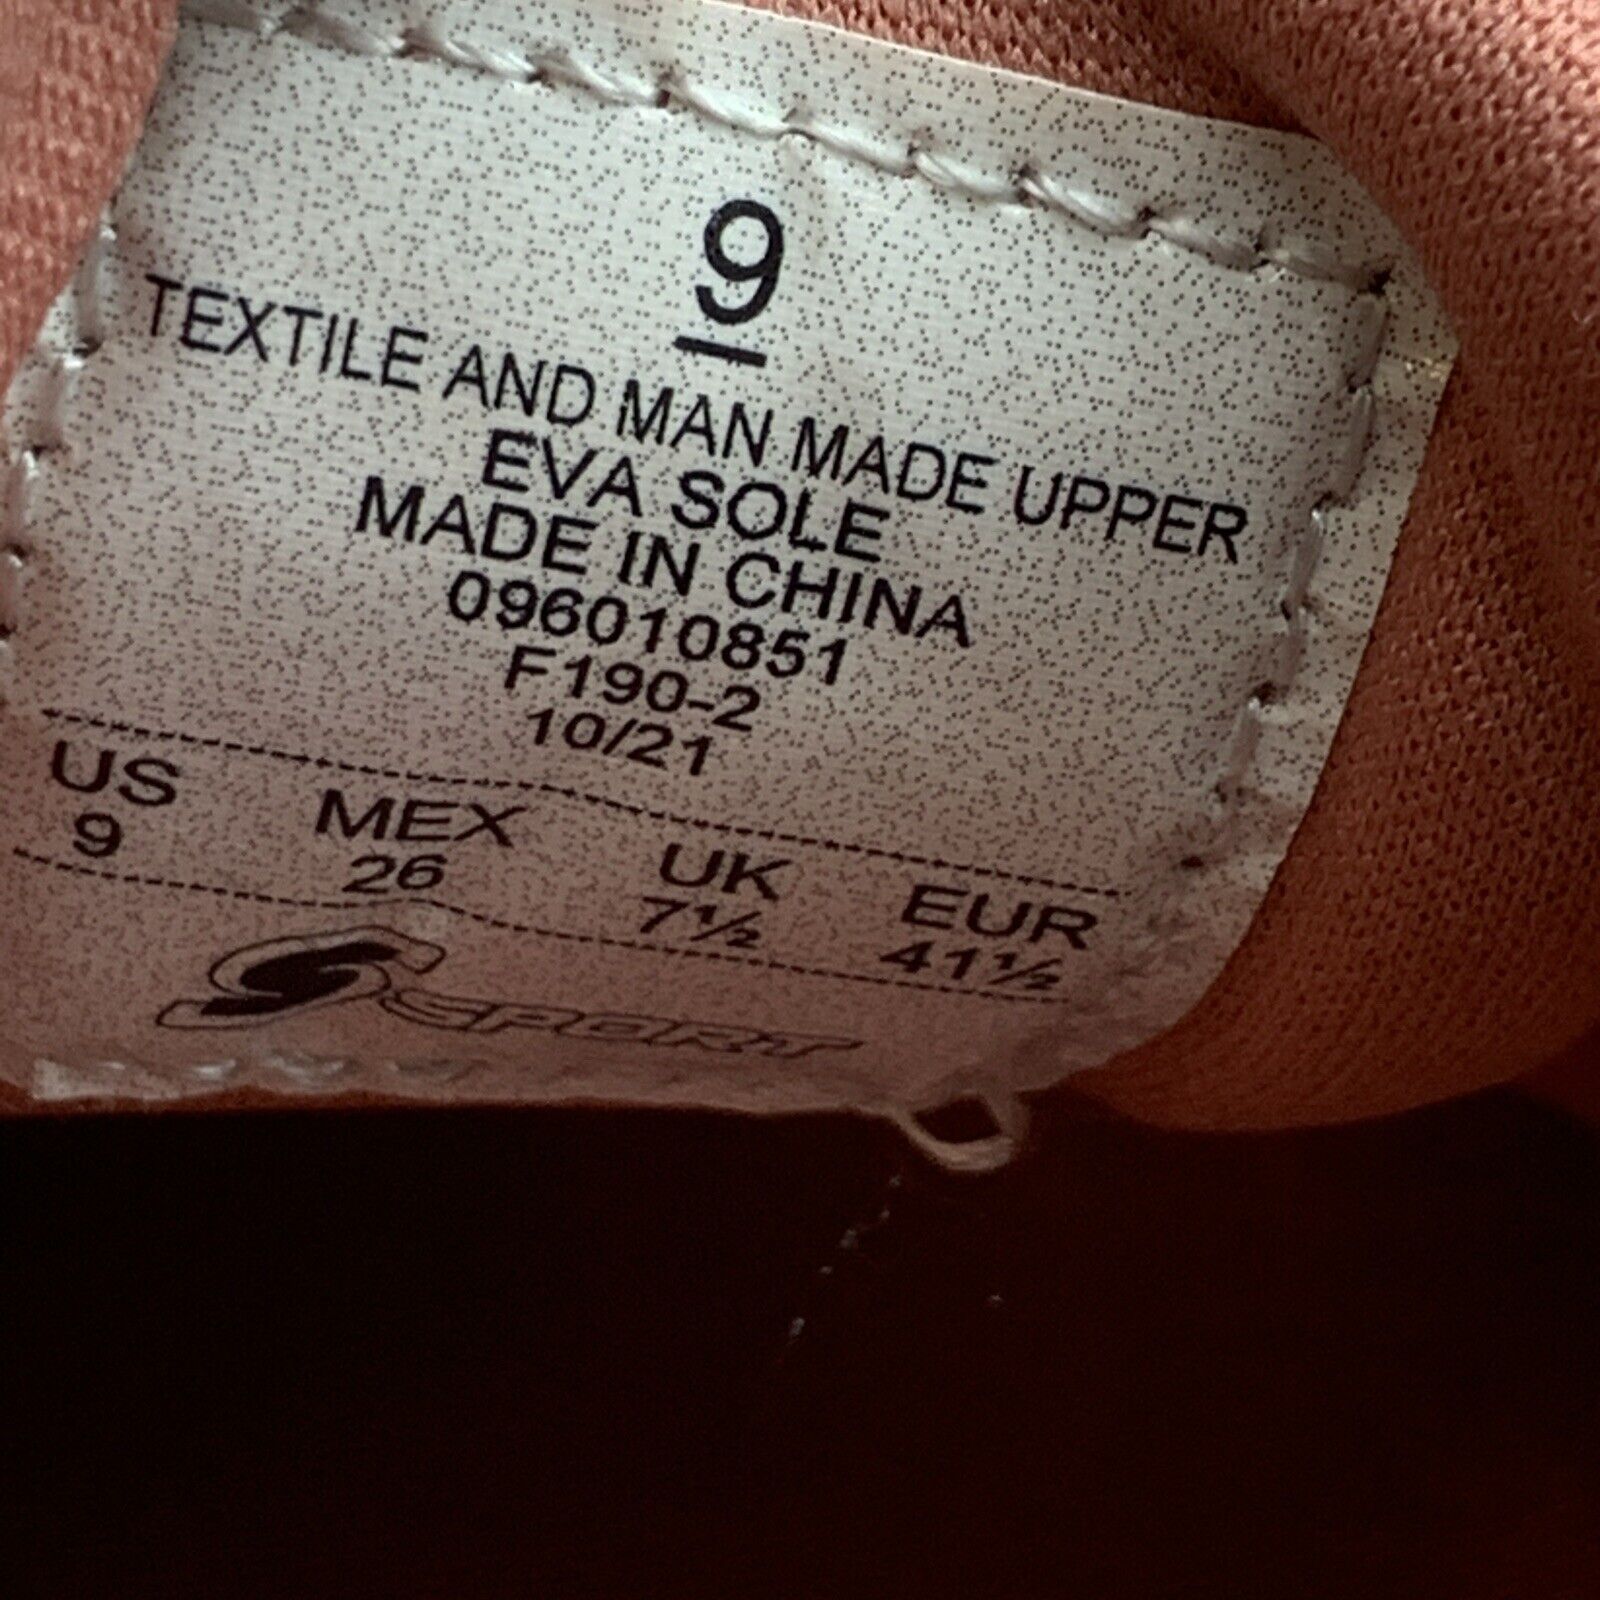 9
TEXTILE AND MAN MADE UPPER
EVA SOLE
MADE IN CHINA
096010851
F190-2
10/21
US MEX UK EUR
9 26 7½ 41½
S SPORT